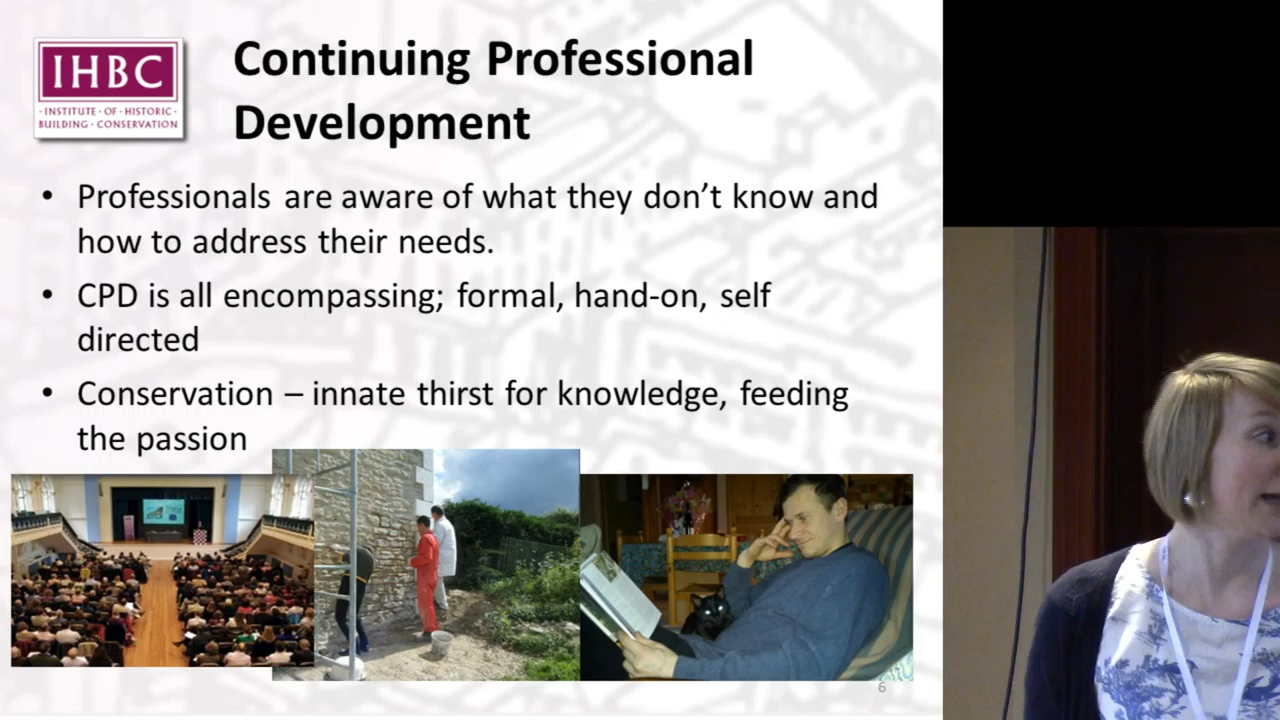 IHBC
· INSTITUTE · OF · HISTORIC ·
BUILDING · CONSERVATION
Continuing Professional
Development
• Professionals are aware of what they don’t know and
how to address their needs.
• CPD is all encompassing; formal, hand-on, self
directed
• Conservation – innate thirst for knowledge, feeding
the passion
6